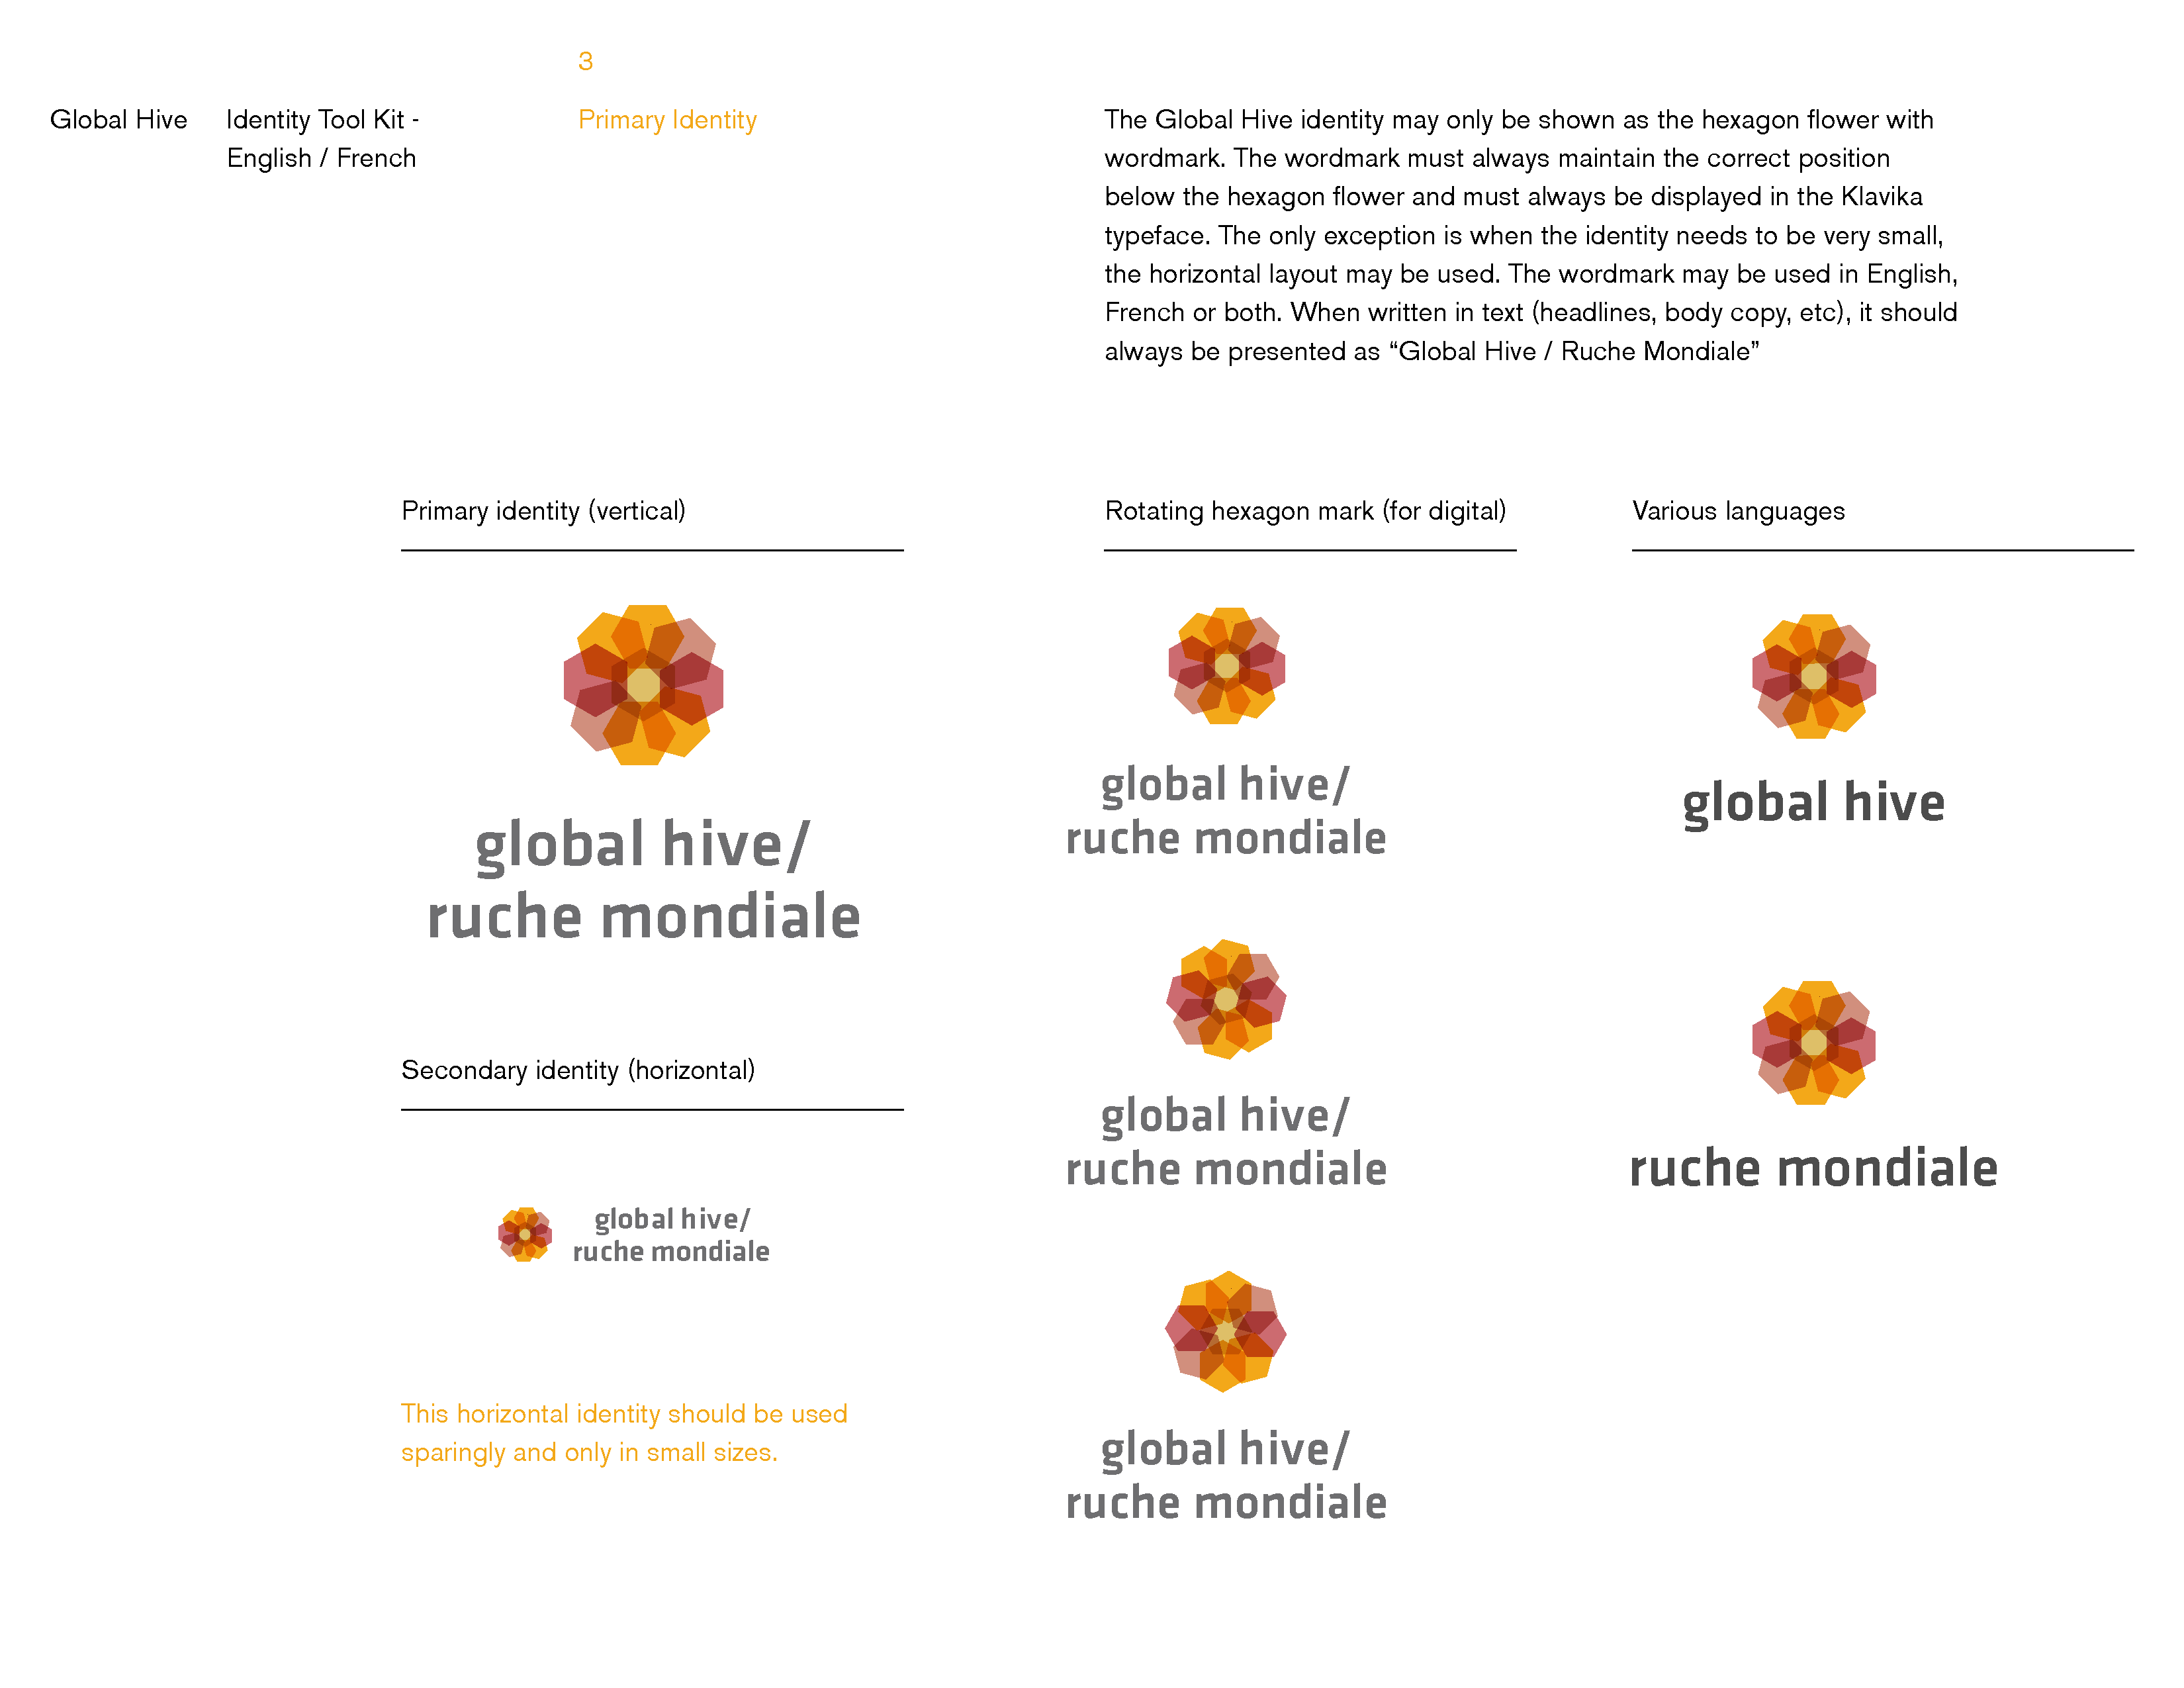 3
Global Hive
Identity Tool Kit -
English / French
Primary Identity
The Global Hive identity may only be shown as the hexagon flower with
wordmark. The wordmark must always maintain the correct position
below the hexagon flower and must always be displayed in the Klavika
typeface. The only exception is when the identity needs to be very small,
the horizontal layout may be used. The wordmark may be used in English,
French or both. When written in text (headlines, body copy, etc), it should
always be presented as “Global Hive / Ruche Mondiale”
Primary identity (vertical)
global hive/
ruche mondiale
Secondary identity (horizontal)
global hive/
ruche mondiale
This horizontal identity should be used
sparingly and only in small sizes.
Rotating hexagon mark (for digital)
global hive/
ruche mondiale
global hive/
ruche mondiale
global hive/
ruche mondiale
Various languages
global hive
ruche mondiale